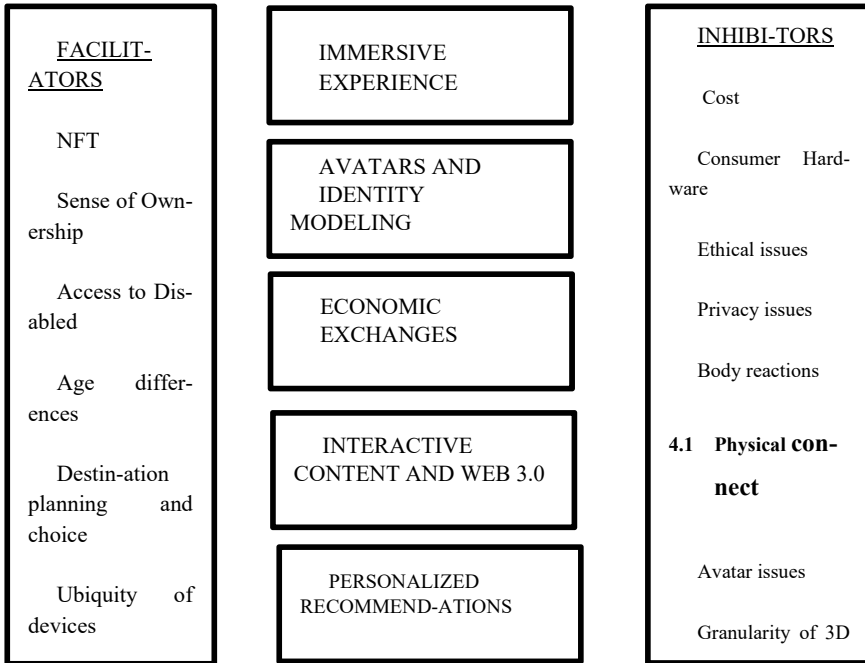 FACILIT-
ATORS
NFT
Sense of Own-
ership
Access to Dis-
abled
Age differ-
ences
Destin-ation
planning and
choice
Ubiquity of
devices
IMMERSIVE
EXPERIENCE
AVATARS AND
IDENTITY
MODELING
ECONOMIC
EXCHANGES
INTERACTIVE
CONTENT AND WEB 3.0
PERSONALIZED
RECOMMEND-ATIONS
INHIBI-TORS
Cost
Consumer Hard-
ware
Ethical issues
Privacy issues
Body reactions
4.1 Physical con-
nect
Avatar issues
Granularity of 3D